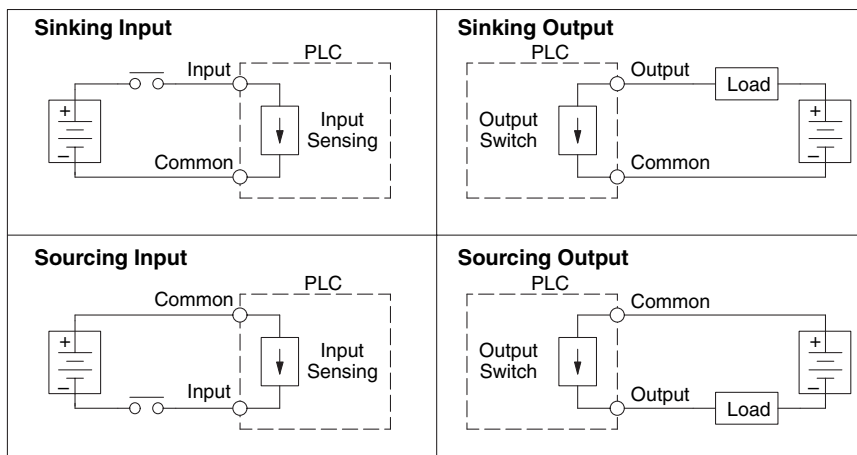 Sinking Input
PLC
Input
+
Input
Sensing
–
Common
Sinking Output
PLC
Output
Load
+
Output
Switch
–
Common
Sourcing Input
PLC
Common
+
Input
Sensing
–
Input
Sourcing Output
PLC
Common
+
Output
Switch
–
Output
Load